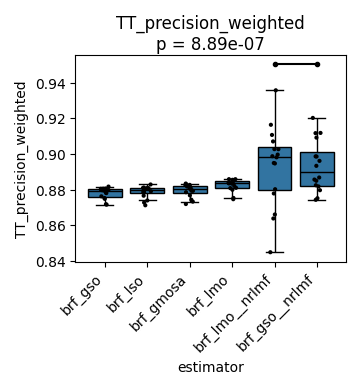 TT_precision_weighted
p = 8.89e-07
TT_precision_weighted
0.94
0.92
0.90
0.88
0.86
0.84
brf_gso
brf_lso
brf_gmosa
brf_lmo
brf_lmo__nrlmf
brf_gso__nrlmf
estimator